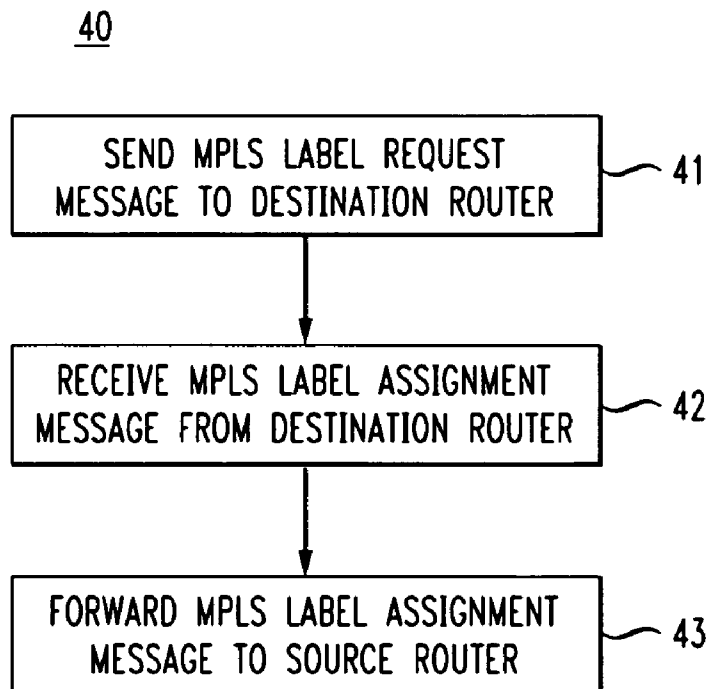 40
SEND MPLS LABEL REQUEST
MESSAGE TO DESTINATION ROUTER
41
RECEIVE MPLS LABEL ASSIGNMENT
MESSAGE FROM DESTINATION ROUTER
42
FORWARD MPLS LABEL ASSIGNMENT
MESSAGE TO SOURCE ROUTER
43